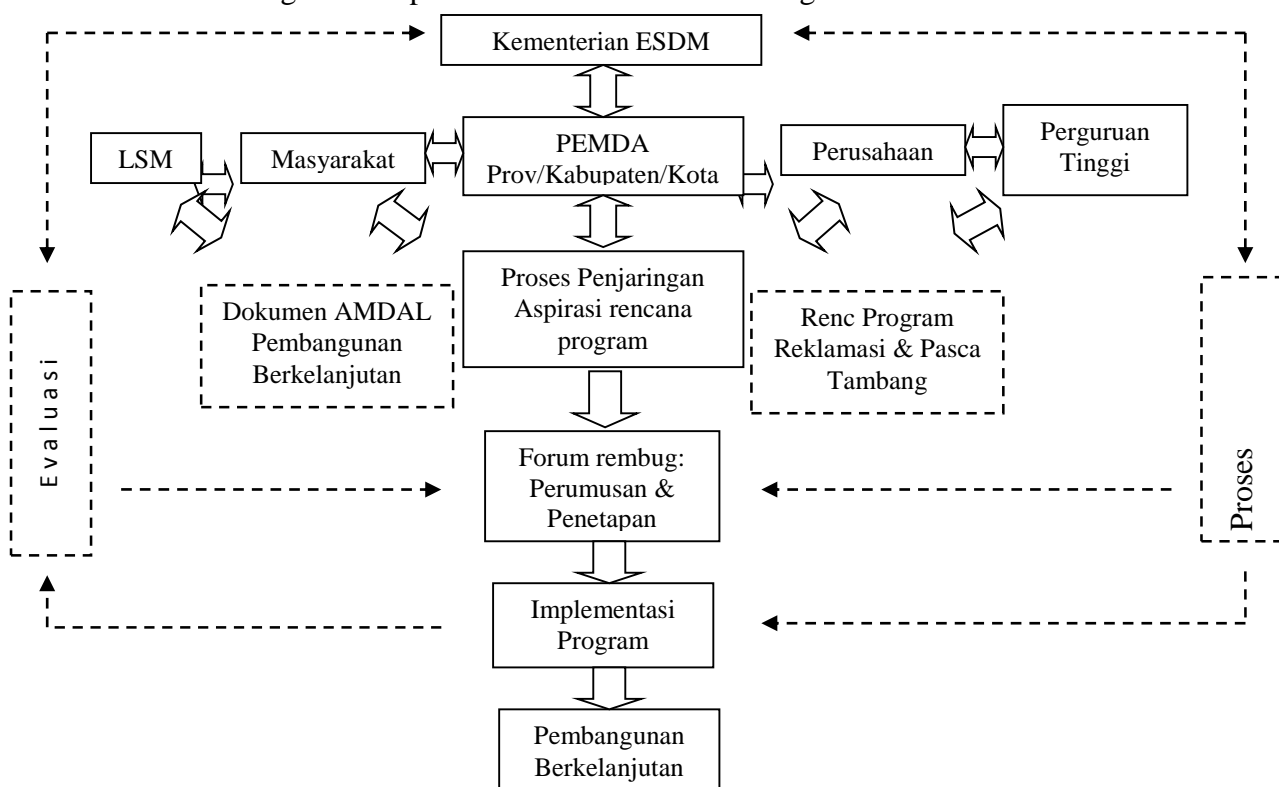 Kementerian ESDM
LSM
Masyarakat
PEMDA
Prov/Kabupaten/Kota
Perusahaan
Perguruan
Tinggi
Dokumen AMDAL
Pembangunan
Berkelanjutan
Proses Penjaringan
Aspirasi rencana
program
Renc Program
Reklamasi & Pasca
Tambang
Evaluasi
Forum rembug:
Perumusan &
Penetapan
Proses
Implementasi
Program
Pembangunan
Berkelanjutan